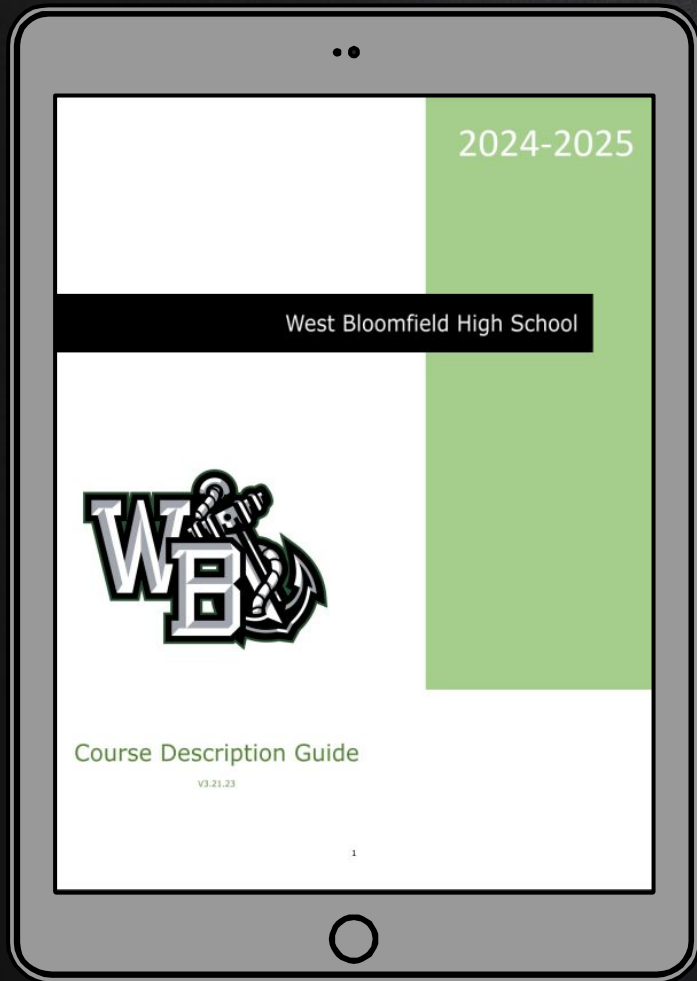 2024-2025
West Bloomfield High School
WB
Course Description Guide
V3.21.23
1